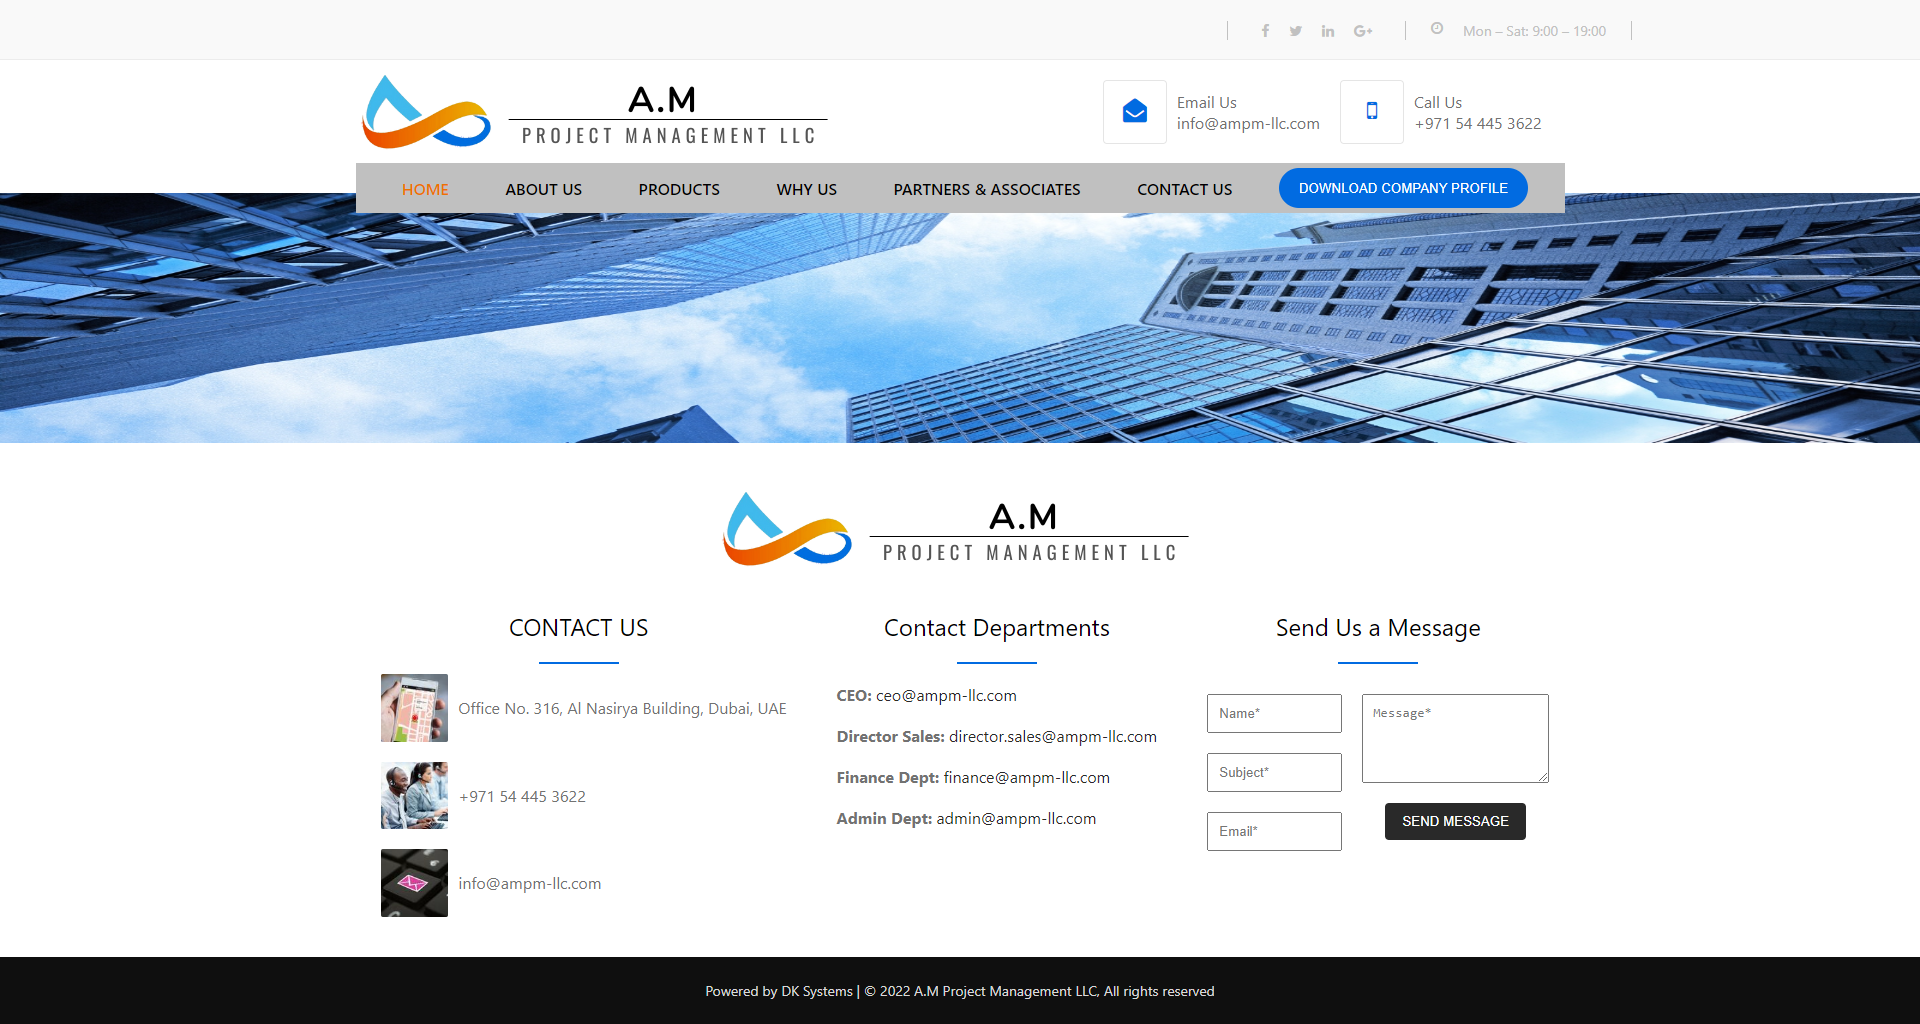 Mon – Sat: 9:00 – 19:00
A.M
PROJECT MANAGEMENT LLC
Email Us
info@ampm-llc.com
Call Us
+971 54 445 3622
HOME
ABOUT US
PRODUCTS
WHY US
PARTNERS & ASSOCIATES
CONTACT US
DOWNLOAD COMPANY PROFILE
A.M
PROJECT MANAGEMENT LLC
CONTACT US
Office No. 316, Al Nasirya Building, Dubai, UAE
+971 54 445 3622
info@ampm-llc.com
Contact Departments
CEO: ceo@ampm-llc.com
Director Sales: director.sales@ampm-llc.com
Finance Dept: finance@ampm-llc.com
Admin Dept: admin@ampm-llc.com
Send Us a Message
Name*
Subject*
Email*
Message*
SEND MESSAGE
Powered by DK Systems | © 2022 A.M Project Management LLC, All rights reserved